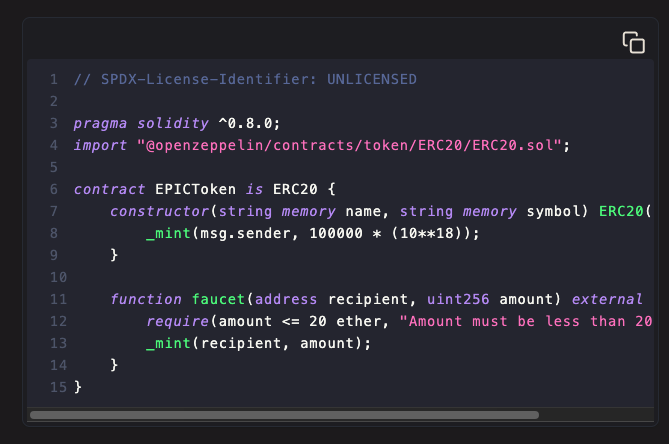 1 // SPDX-License-Identifier: UNLICENSED
2
3 pragma solidity ^0.8.0;
4 import "@openzeppelin/contracts/token/ERC20/ERC20.sol";
5
6 contract EPICToken is ERC20 {
7     constructor(string memory name, string memory symbol) ERC20(
8         _mint(msg.sender, 100000 * (10**18));
9     }
10
11     function faucet(address recipient, uint256 amount) external
12         require(amount <= 20 ether, "Amount must be less than 20
13         _mint(recipient, amount);
14     }
15 }